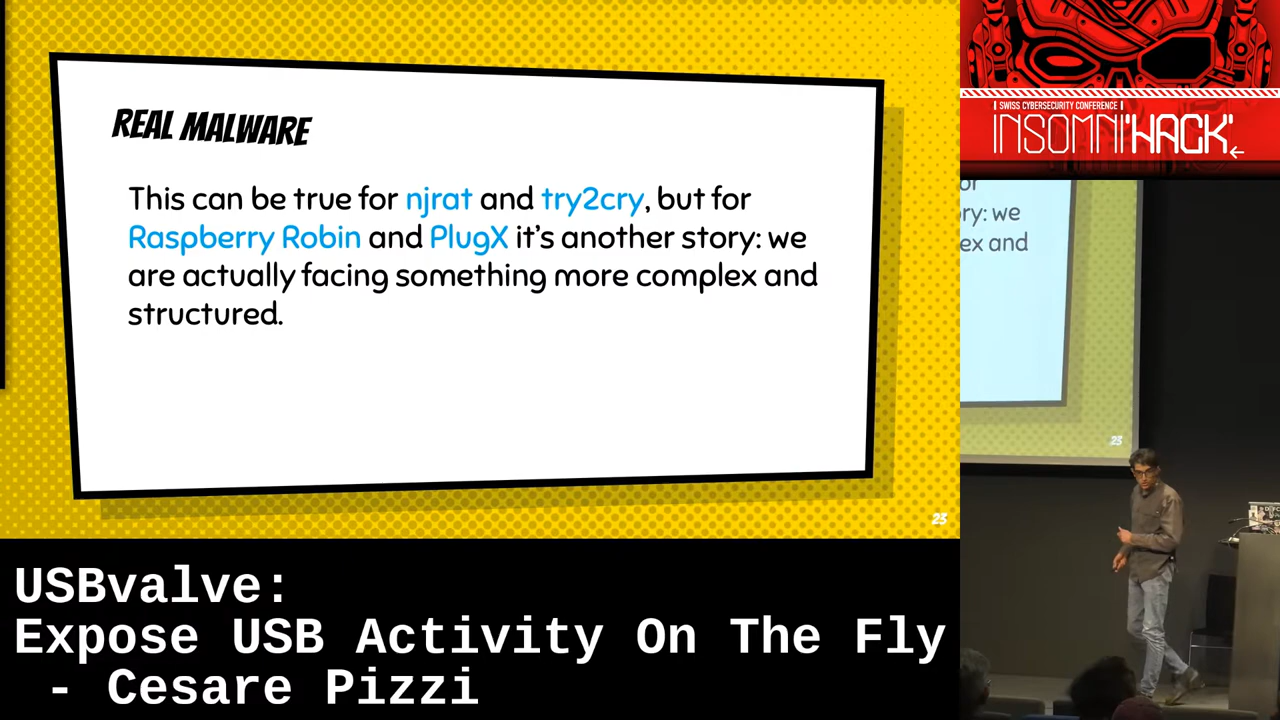 REAL MALWARE
This can be true for njrat and try2cry, but for
Raspberry Robin and PlugX it's another story: we
are actually facing something more complex and
structured.
23
SWISS CYBERSECURITY CONFERENCE
INSOMNI'HACK'
ry: we
ex and
23
USBvalve:
Expose USB Activity On The Fly
- Cesare Pizzi